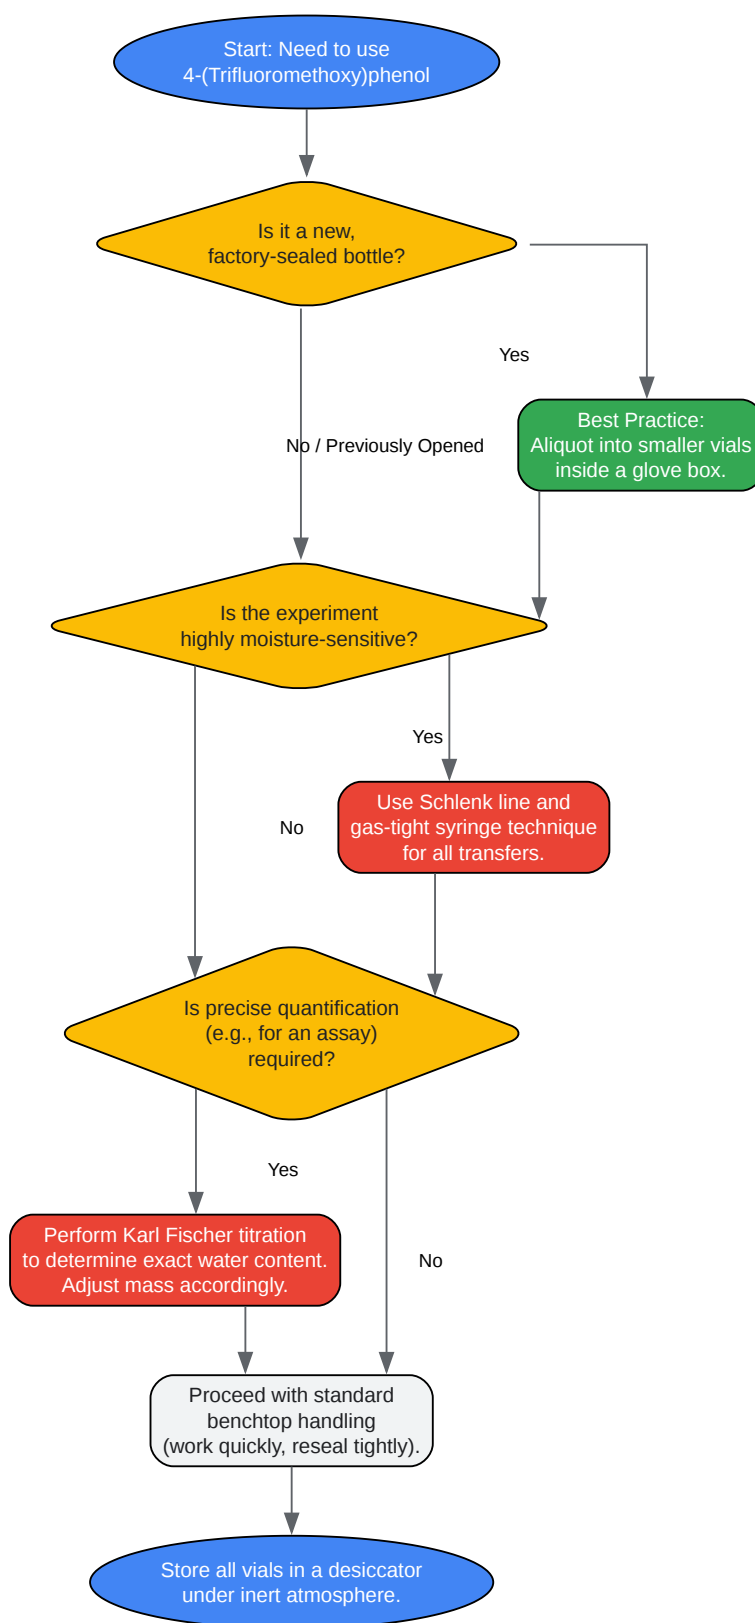 Start: Need to use
4-(Trifluoromethoxy)phenol
Is it a new,
factory-sealed bottle?
Yes
Best Practice:
Aliquot into smaller vials
inside a glove box.
No / Previously Opened
Is the experiment
highly moisture-sensitive?
Yes
Use Schlenk line and
gas-tight syringe technique
for all transfers.
No
Is precise quantification
(e.g., for an assay)
required?
Yes
Perform Karl Fischer titration
to determine exact water content.
Adjust mass accordingly.
No
Proceed with standard
benchtop handling
(work quickly, reseal tightly).
Store all vials in a desiccator
under inert atmosphere.